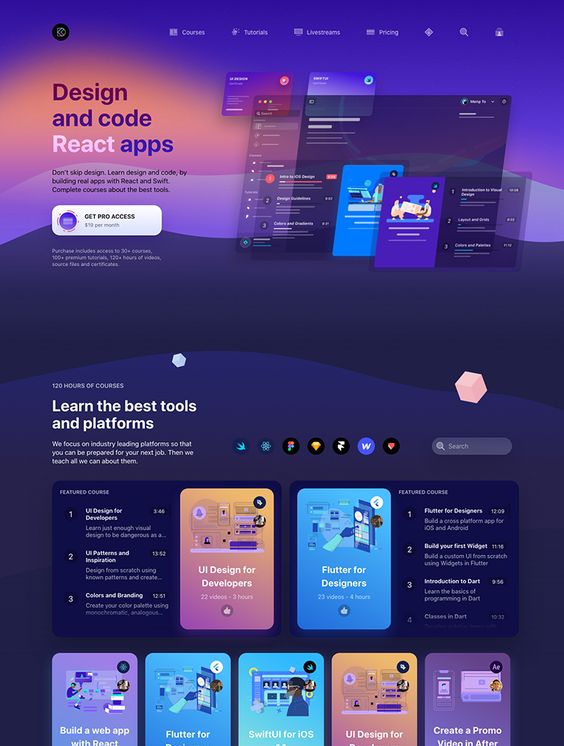 Courses
Tutorials
Livestreams
Pricing
Design
and code
React apps
Don't skip design. Learn design and code, by
building real apps with React and Swift.
Complete courses about the best tools.
GET PRO ACCESS
$19 per month
Purchase includes access to 30+ courses,
100+ premium tutorials, 120+ hours of videos,
source files and certificates.
UI DESIGN
SWIFTUI
Search
Meng To
Intro to iOS Design
2
Design Guidelines
3
Colors and Gradients
1
Introduction to Visual
Design
2
Layout and Grids
3
Colors and Palettes
120 HOURS OF COURSES
Learn the best tools
and platforms
We focus on industry leading platforms so that
you can be prepared for your next job. Then we
teach all we can about them.
Search
FEATURED COURSE
1
UI Design for
Developers
3:46
Learn just enough visual
design to be dangerous as a...
2
UI Patterns and
Inspiration
13:52
Design from scratch using
known patterns and create...
3
Colors and Branding
12:51
Create your color palette using
monochromatic, analogous...
UI Design for
Developers
22 videos - 3 hours
Flutter for
Designers
23 videos - 4 hours
FEATURED COURSE
1
Flutter for Designers
12:09
Build a cross platform app for
iOS and Android
2
Build your first Widget
11:16
Build a custom UI from scratch
using Widgets in Flutter
3
Introduction to Dart
9:56
Learn the basics of
programming in Dart
4
Classes in Dart
10:32
Build a web app
with React
Flutter for
SwiftUI for iOS
UI Design for
Ae
Create a Promo
Video in After